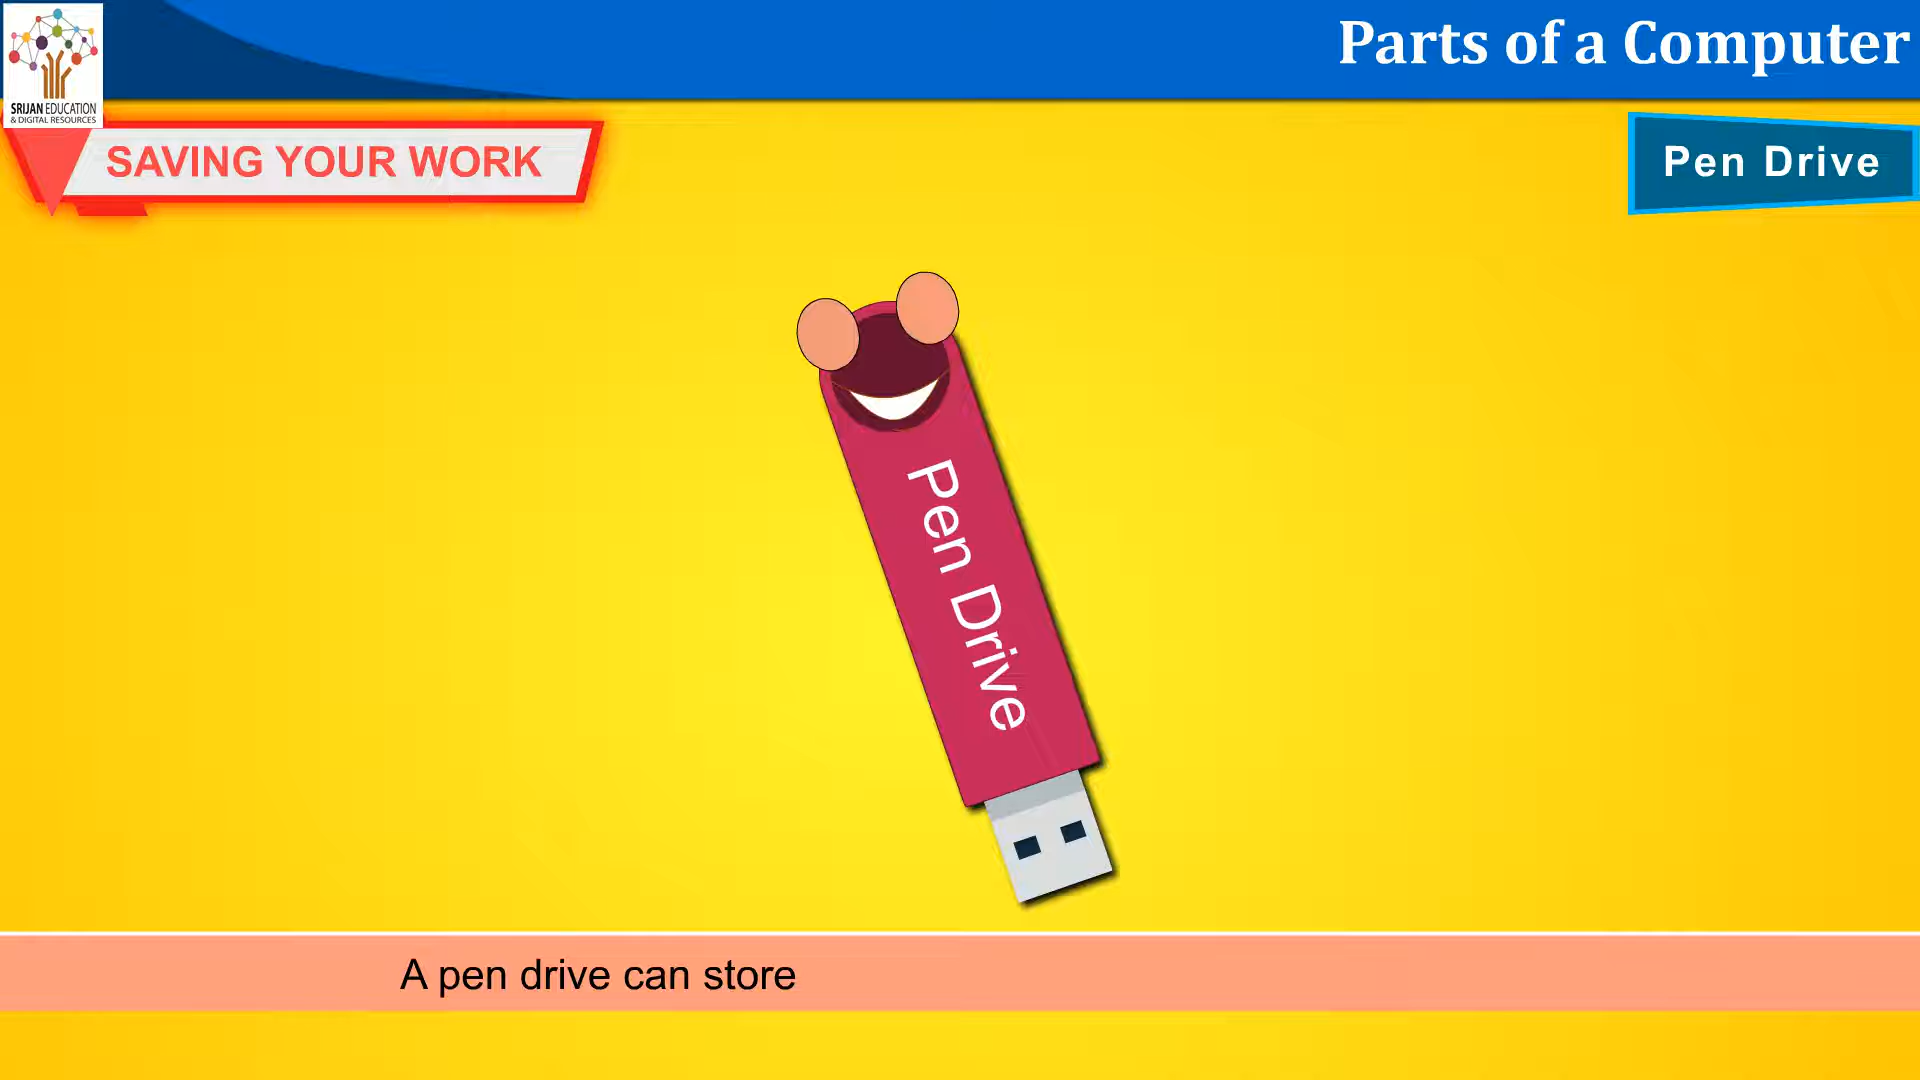 Parts of a Computer
SRIJAN EDUCATION
& DIGITAL RESOURCES
SAVING YOUR WORK
Pen Drive
Pen Drive
A pen drive can store